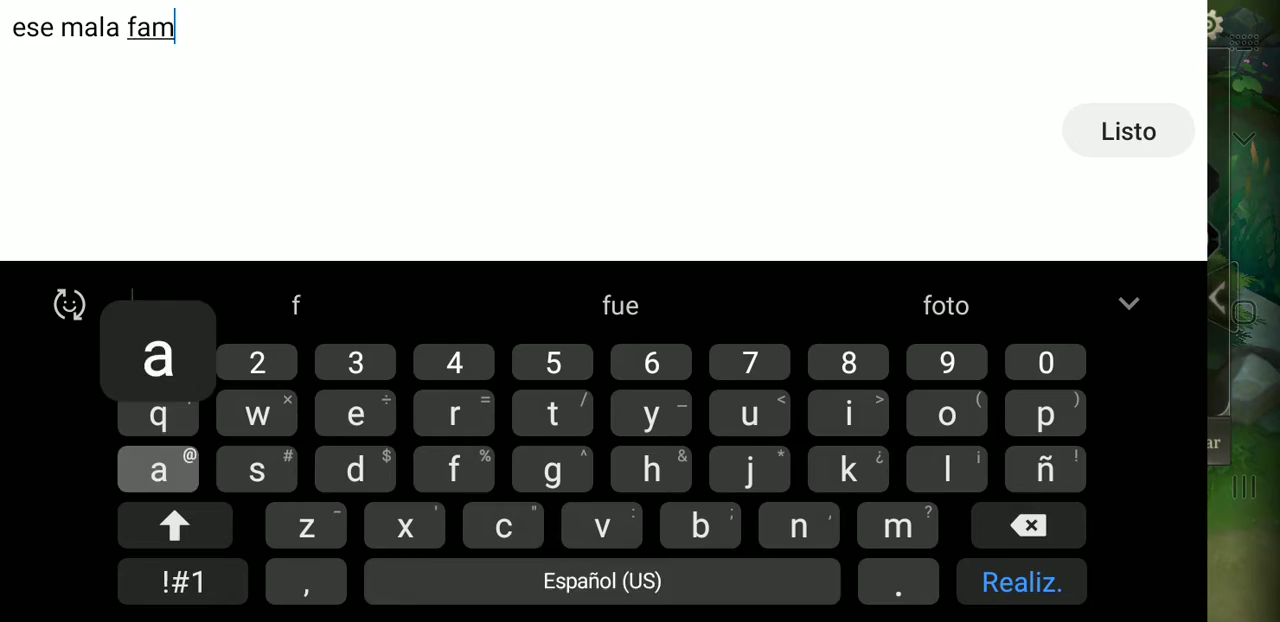 ese mala fam
Listo
f fue foto
a
2 3 4 5 6 7 8 9 0
q w × e ÷ r = t / y _ u < i > o ( p )
a @ s # d $ f % g ^ h & j * k ¿ l ¡ ñ !
z - x ' c " v : b ; n , m ?
!#1 , Español (US) . Realiz.
ar